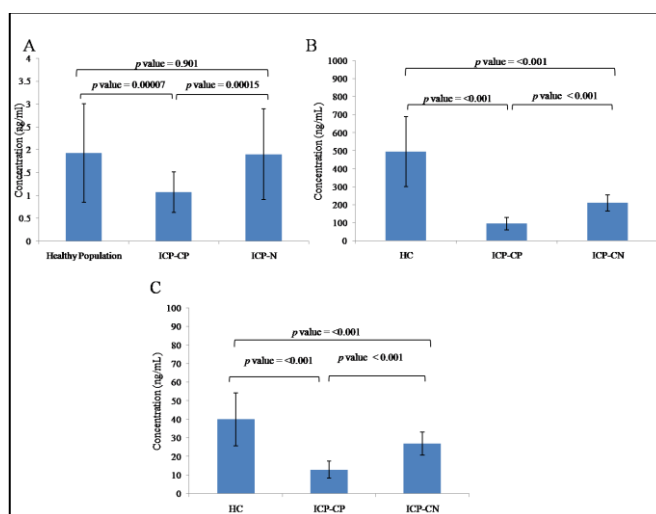 A
p value = 0.901
p value = 0.00007
p value = 0.00015
Concentration (ng/ml)
4
3.5
3
2.5
2
1.5
1
0.5
0
Healthy Population
ICP-CP
ICP-N
B
p value = <0.001
p value = <0.001
p value < 0.001
Concentration (ng/mL)
1000
900
800
700
600
500
400
300
200
100
0
HC
ICP-CP
ICP-CN
C
p value = <0.001
p value = <0.001
p value < 0.001
Concentration (ng/mL)
100
90
80
70
60
50
40
30
20
10
0
HC
ICP-CP
ICP-CN